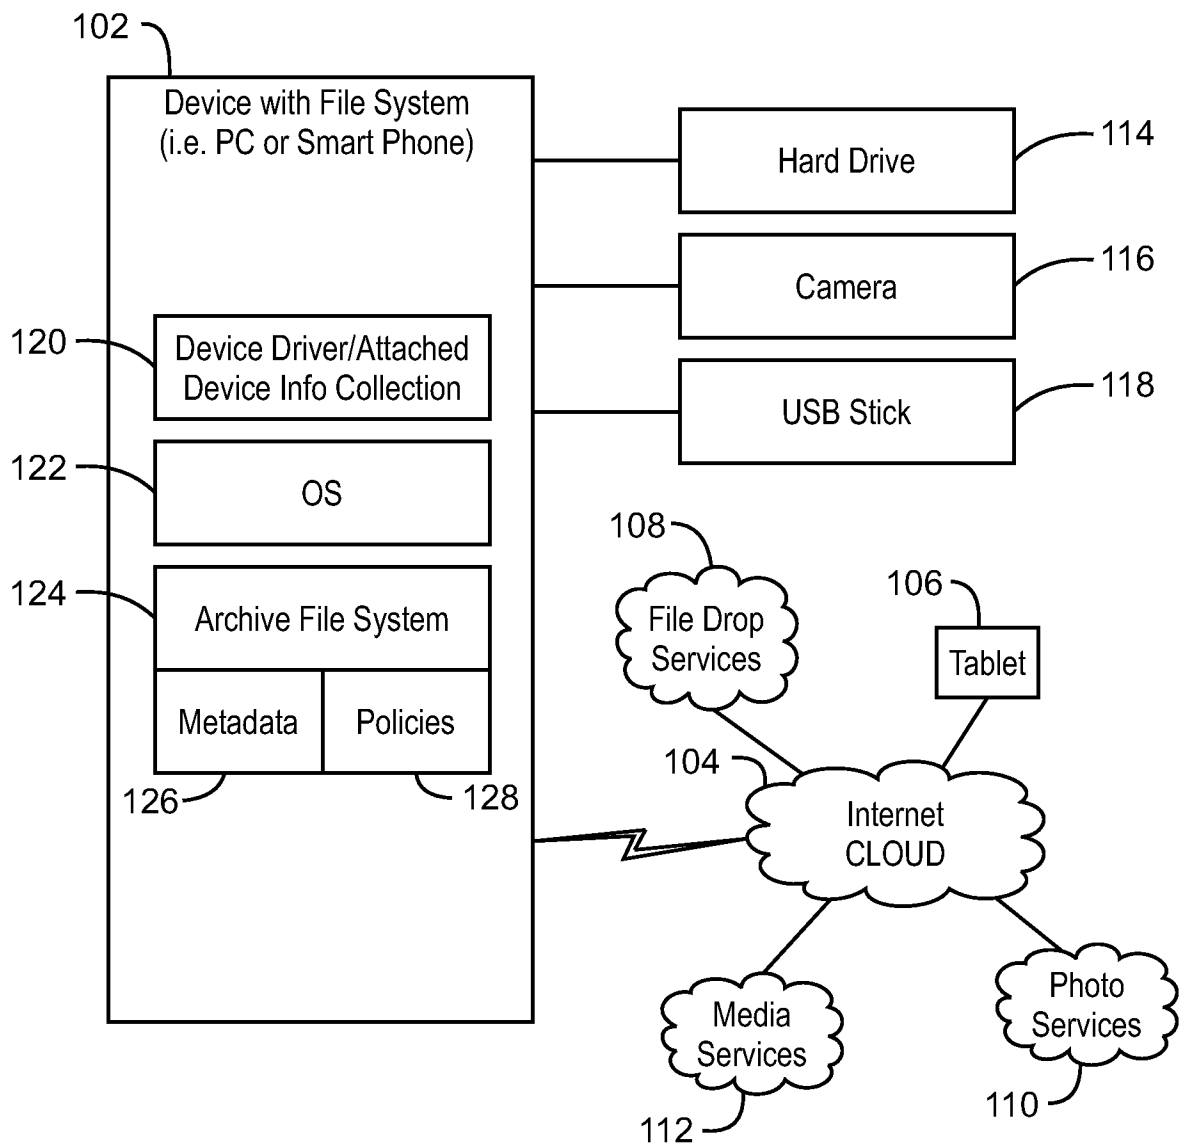 102
Device with File System
(i.e. PC or Smart Phone)
114
Hard Drive
116
Camera
120
Device Driver/Attached
Device Info Collection
118
USB Stick
122
OS
124
Archive File System
Metadata
Policies
126
128
108
File Drop
Services
106
Tablet
104
Internet
CLOUD
Media
Services
112
Photo
Services
110